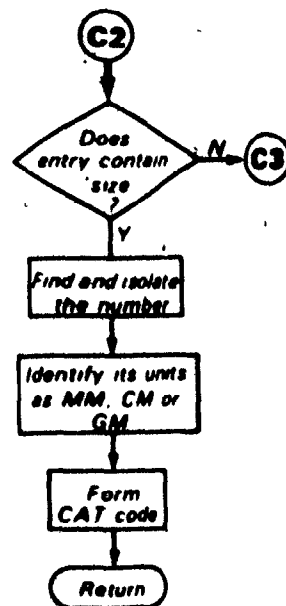 C2
Does
entry contain
size
?
N
C3
Y
Find and isolate
the number
Identify its units
as MM, CM or
GM
Form
CAT code
Return